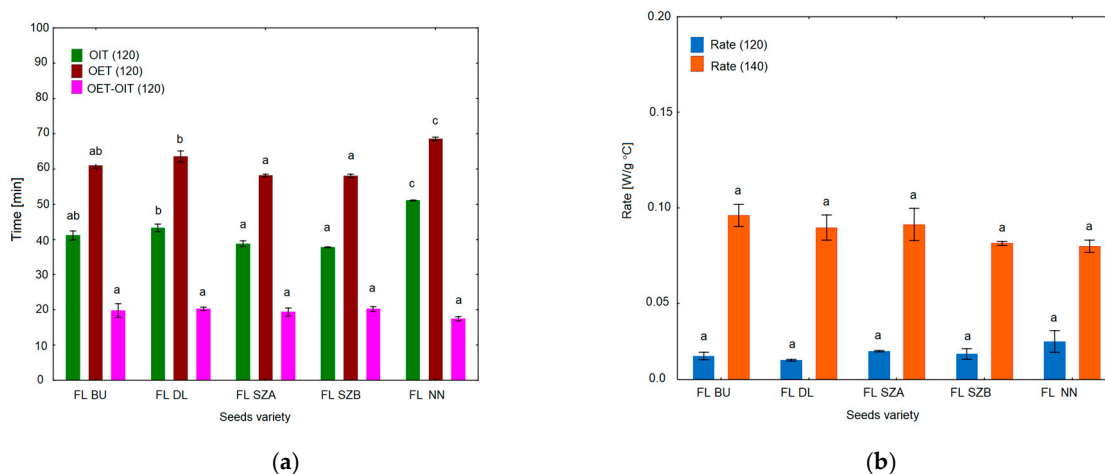 100
90
80
70
60
50
40
30
20
10
0
Time [min]
OIT (120)
OET (120)
OET-OIT (120)
ab
ab
a
b
b
a
a
a
a
a
a
a
c
c
a
FL BU
FL DL
FL SZA
FL SZB
FL NN
Seeds variety
(a)
0.20
0.15
0.10
0.05
0.0
Rate [W/g °C]
Rate (120)
Rate (140)
a
a
a
a
a
a
a
a
a
a
FL BU
FL DL
FL SZA
FL SZB
FL NN
Seeds variety
(b)